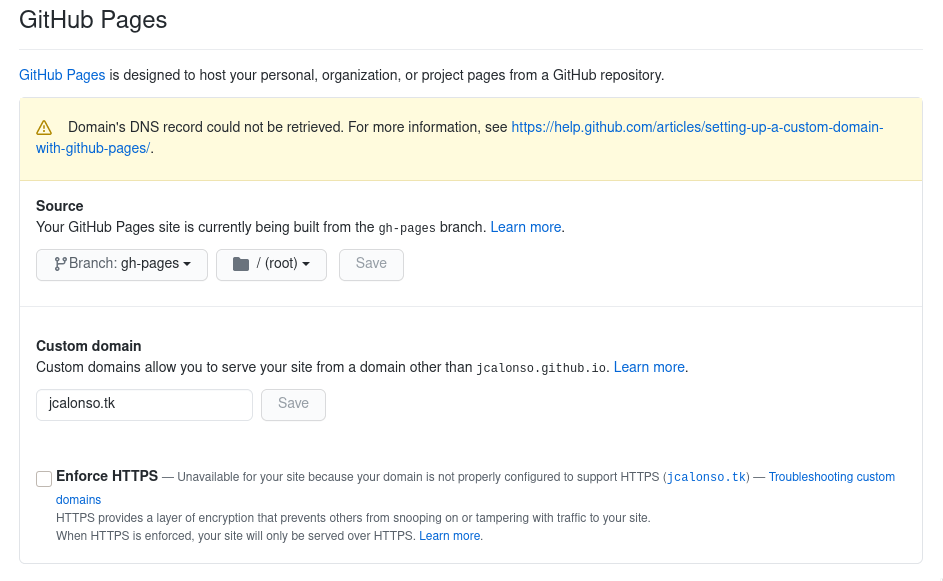 GitHub Pages
GitHub Pages is designed to host your personal, organization, or project pages from a GitHub repository.
Domain's DNS record could not be retrieved. For more information, see https://help.github.com/articles/setting-up-a-custom-domain-
with-github-pages/.
Source
Your GitHub Pages site is currently being built from the gh-pages branch. Learn more.
Branch: gh-pages / (root) Save
Custom domain
Custom domains allow you to serve your site from a domain other than jcalonso.github.io. Learn more.
jcalonso.tk Save
Enforce HTTPS — Unavailable for your site because your domain is not properly configured to support HTTPS (jcalonso.tk) — Troubleshooting custom
domains
HTTPS provides a layer of encryption that prevents others from snooping on or tampering with traffic to your site.
When HTTPS is enforced, your site will only be served over HTTPS. Learn more.